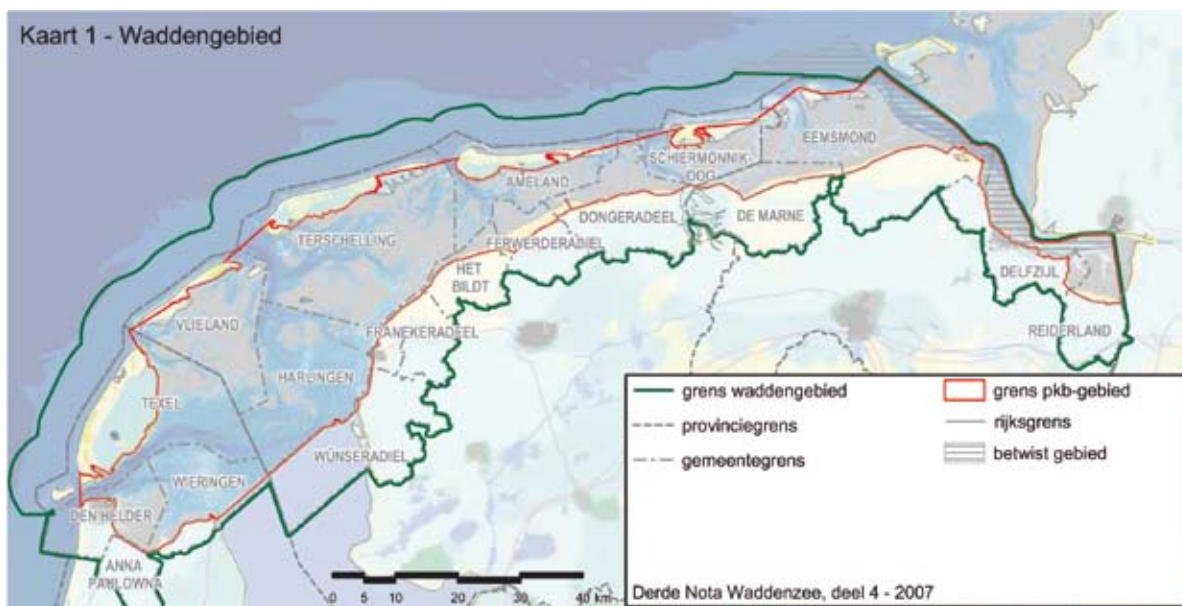 Kaart 1 - Waddengebied
EEMSMOND
SCHIERMONNIK-
OOG
AMELAND
DONGERADEEL
DE MARNE
TERSCHELLING
FERWERDERADIEL
HET
BILDT
DELFZIJL
VLIELAND
FRANEKERADEEL
REIDERLAND
HARLINGEN
TEXEL
WÛNSERADIEL
WIERINGEN
DEN HELDER
ANNA
PAULOWNA
grens waddengebied
provinciegrens
gemeentegrens
grens pkb-gebied
rijksgrens
betwist gebied
0 5 10 20 30 40 km
Derde Nota Waddenzee, deel 4 - 2007